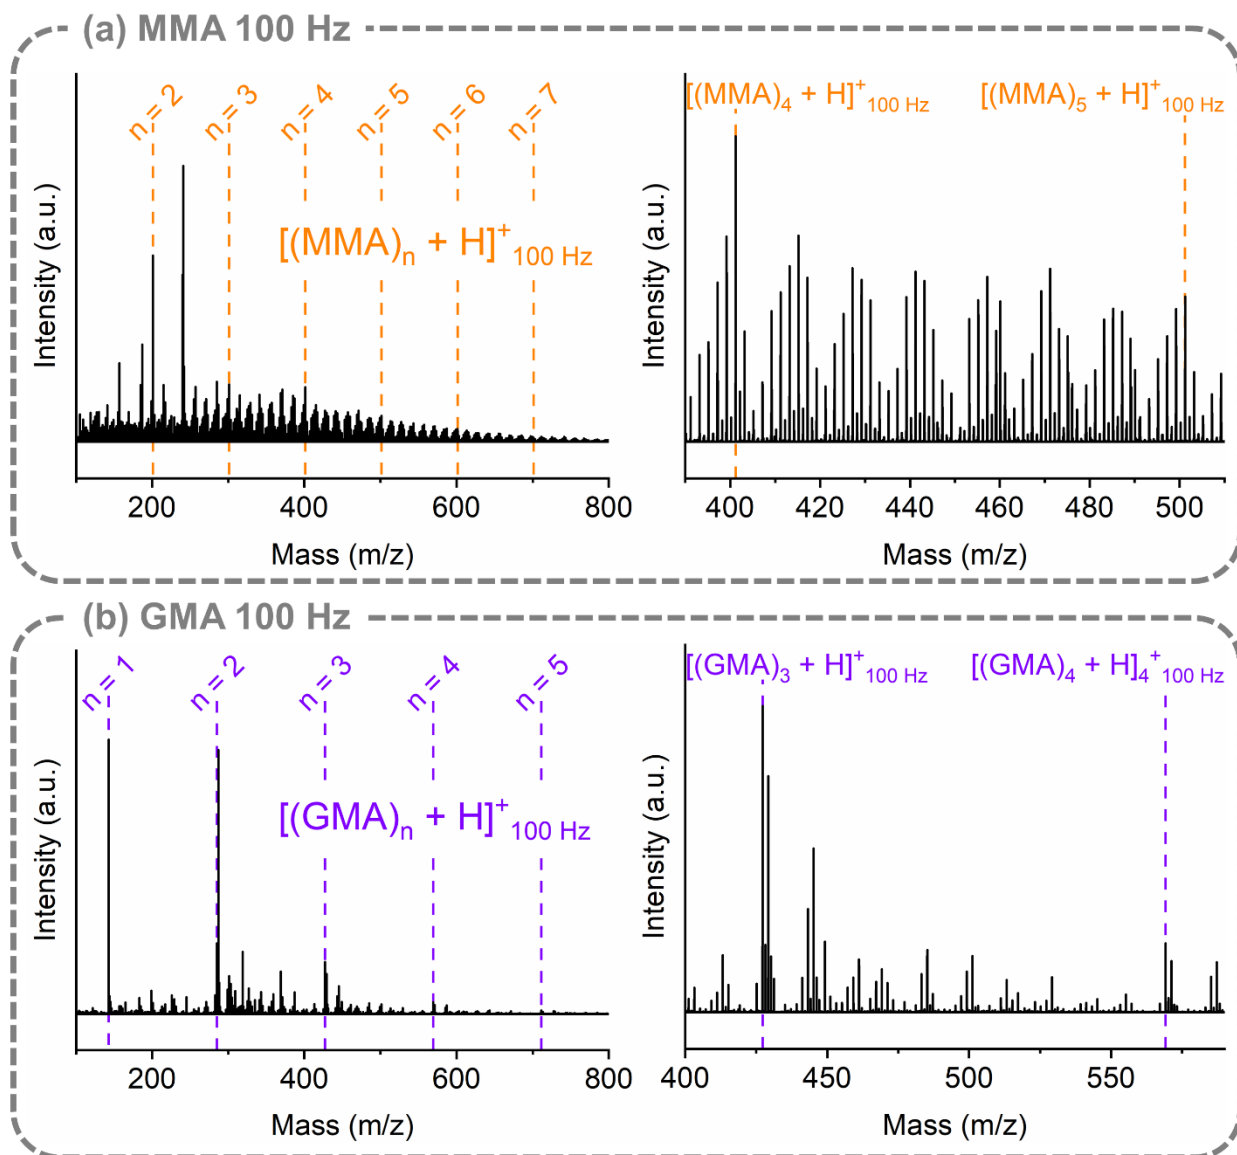 (a) MMA 100 Hz
n = 2
n = 3
n = 4
n = 5
n = 6
n = 7
[(MMA)n + H]+100 Hz
Intensity (a.u.)
200 400 600 800
Mass (m/z)
[(MMA)4 + H]+100 Hz [(MMA)5 + H]+100 Hz
Intensity (a.u.)
400 420 440 460 480 500
Mass (m/z)
(b) GMA 100 Hz
n = 1
n = 2
n = 3
n = 4
n = 5
[(GMA)n + H]+100 Hz
Intensity (a.u.)
200 400 600 800
Mass (m/z)
[(GMA)3 + H]+100 Hz [(GMA)4 + H]4+100 Hz
Intensity (a.u.)
400 450 500 550
Mass (m/z)